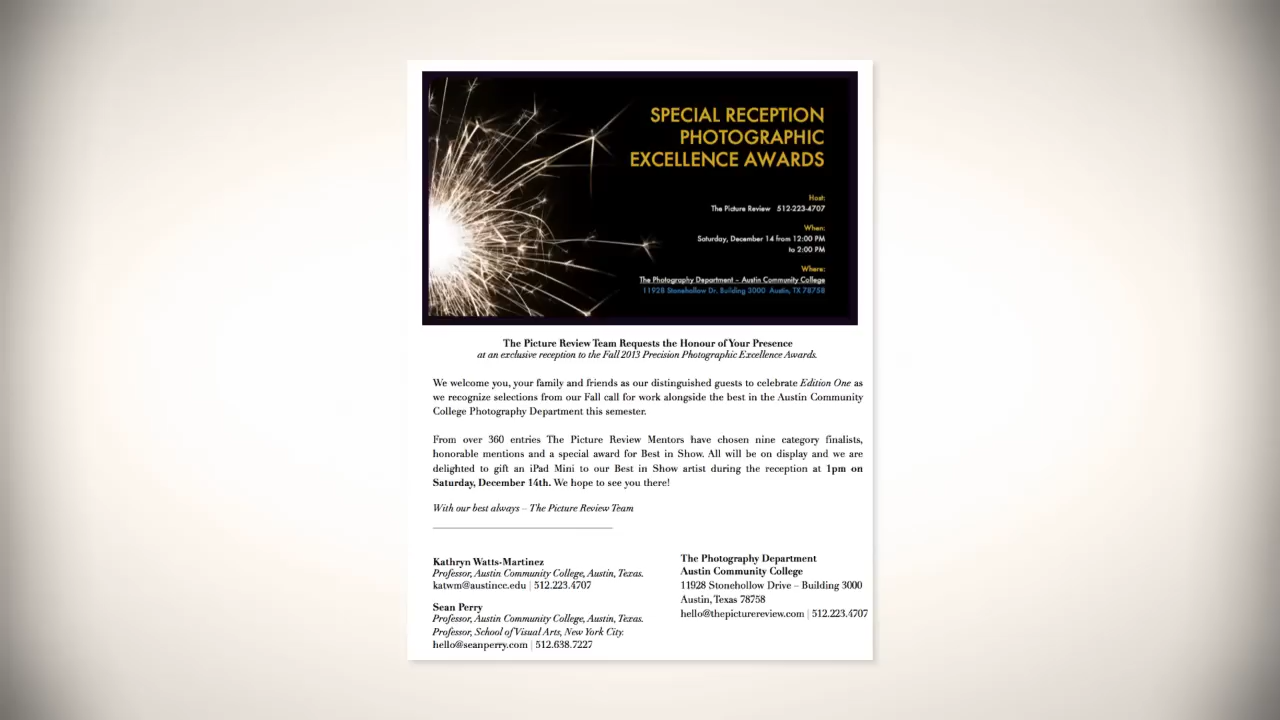 SPECIAL RECEPTION
PHOTOGRAPHIC
EXCELLENCE AWARDS
Host:
The Picture Review 512-223-4707
When:
Saturday, December 14 from 12:00 PM
to 2:00 PM
Where:
The Photography Department – Austin Community College
11928 Stonehollow Dr, Building 3000 Austin, TX 78758
The Picture Review Team Requests the Honour of Your Presence
at an exclusive reception to the Fall 2013 Precision Photographic Excellence Awards.
We welcome you, your family and friends as our distinguished guests to celebrate Edition One as
we recognize selections from our Fall call for work alongside the best in the Austin Community
College Photography Department this semester.
From over 360 entries The Picture Review Mentors have chosen nine category finalists,
honorable mentions and a special award for Best in Show. All will be on display and we are
delighted to gift an iPad Mini to our Best in Show artist during the reception at 1pm on
Saturday, December 14th. We hope to see you there!
With our best always – The Picture Review Team
Kathryn Watts-Martinez
Professor, Austin Community College, Austin, Texas.
katwm@austincc.edu | 512.223.4707
Sean Perry
Professor, Austin Community College, Austin, Texas.
Professor, School of Visual Arts, New York City.
hello@seanperry.com | 512.638.7227
The Photography Department
Austin Community College
11928 Stonehollow Drive – Building 3000
Austin, Texas 78758
hello@thepicturereview.com | 512.223.4707